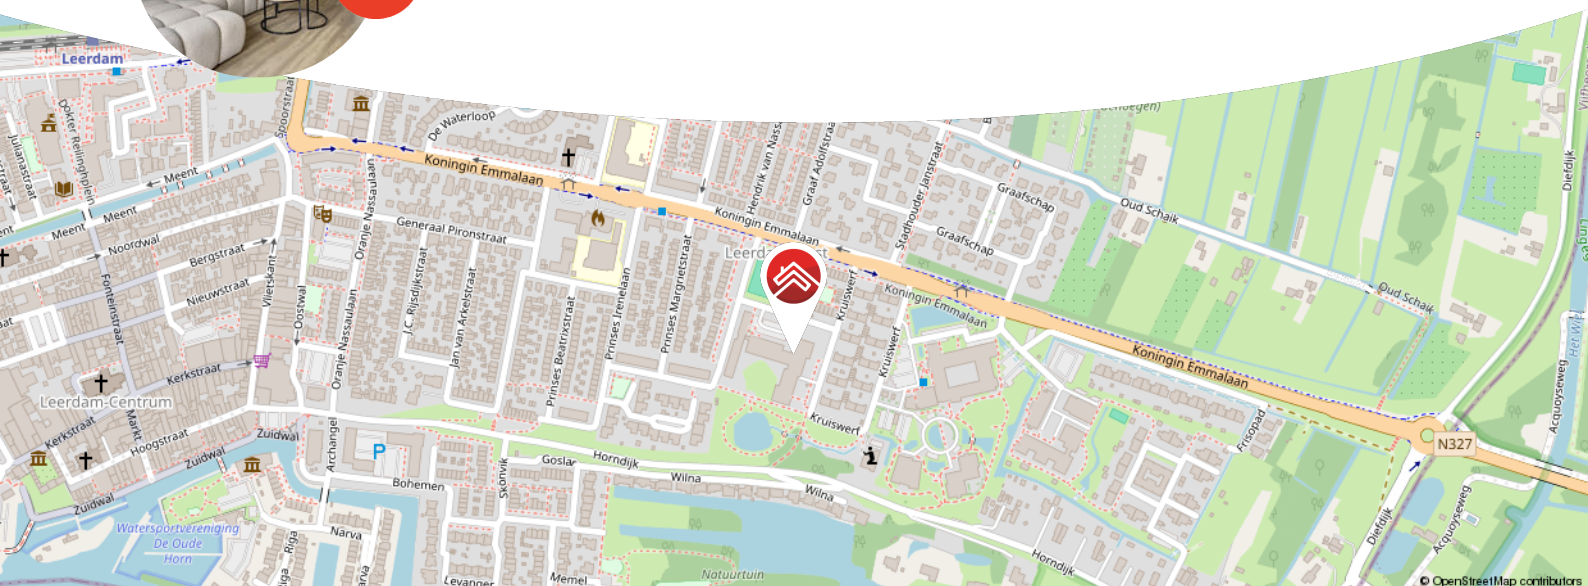 Leerdam
Spoorstraat
Dokter Reilinghplein
Julianastraat
De Waterloop
Koningin Emmalaan
Meent
Meent
Meent
Noordwal
Bergstraat
Nieuwstraat
Fonteinstraat
Vlietskant
Oostwal
Oranje Nassaulaan
Generaal Pironstraat
J.C. Rijsdijkstraat
Jan van Arkelstraat
Oranje Nassaulaan
Prinses Beatrixstraat
Prinses Irenelaan
Prinses Margrietstraat
Koningin Emmalaan
Graaf Adolfstraat
Stadhouder Janstraat
Graafschap
Graafschap
Oud Schaik
Oud Schaik
Diefdijk
Koningin Emmalaan
Koningin Emmalaan
Kruiswerf
Kruiswerf
Kruiswerf
Kerkstraat
Leerdam-Centrum
Kerkstraat
Markt
Hoogstraat
Zuidwal
Zuidwal
Zuidwal
Archangel
P
Bohemen
Skonvik
Goslar
Horndijk
Wilna
Wilna
Horndijk
Frisopad
N327
Acquoyseweg
Acquoyseweg
Diefdijk
Watersportvereniging
De Oude
Horn
Narva
Riga
Riga
Levanger
Memel
Natuurtuin
© OpenStreetMap contributors